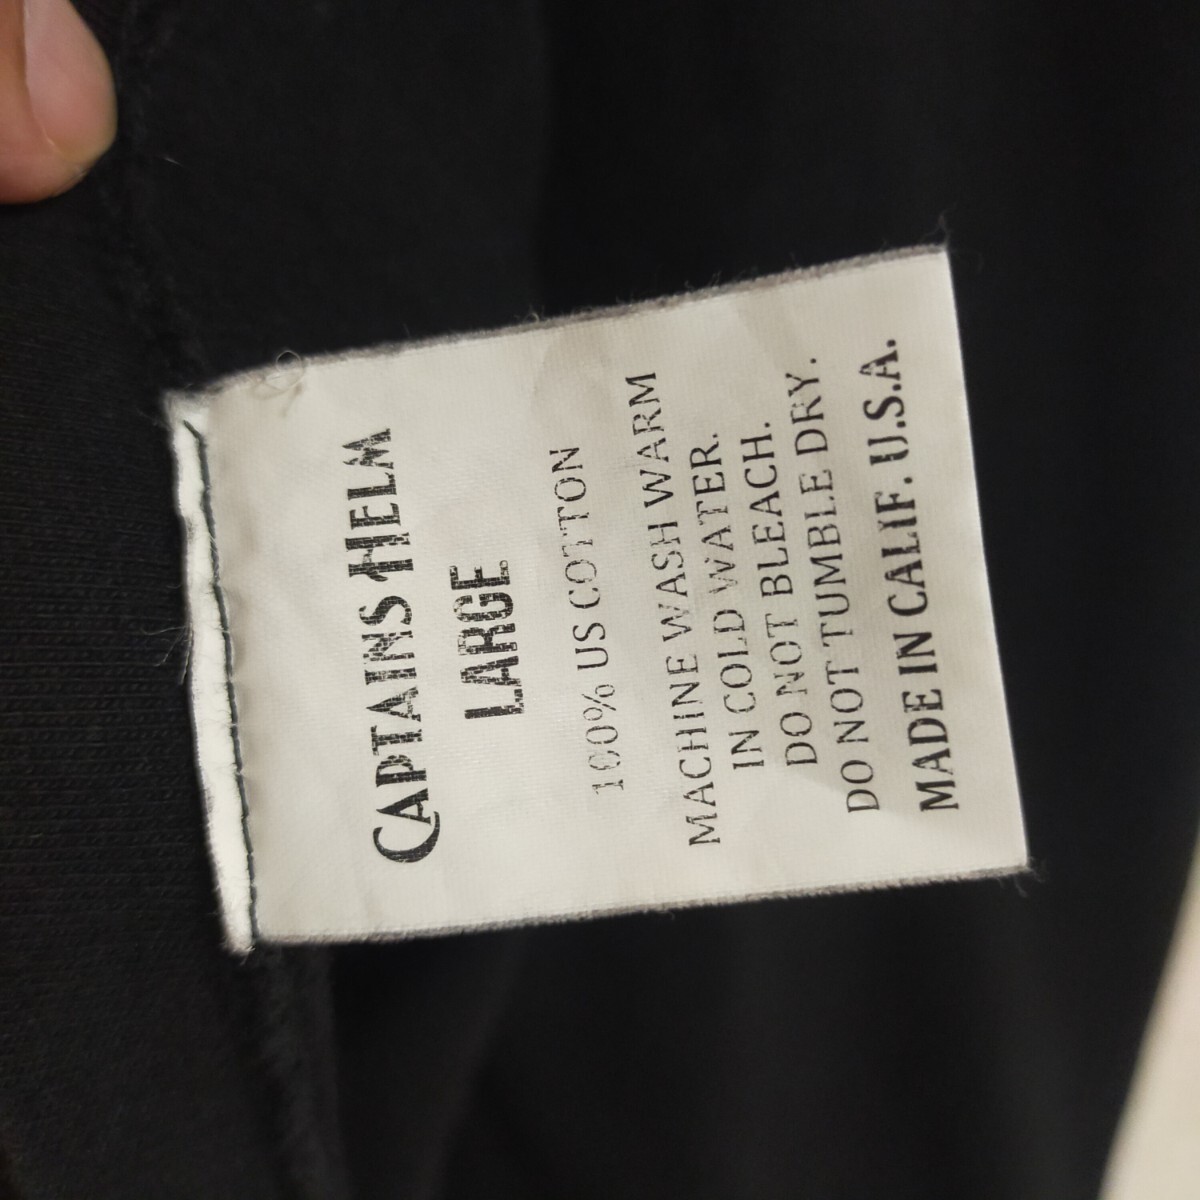 CAPTAINS HELM
LARGE
100% US COTTON
MACHINE WASH WARM
IN COLD WATER.
DO NOT BLEACH.
DO NOT TUMBLE DRY.
MADE IN CALIF. U.S.A.